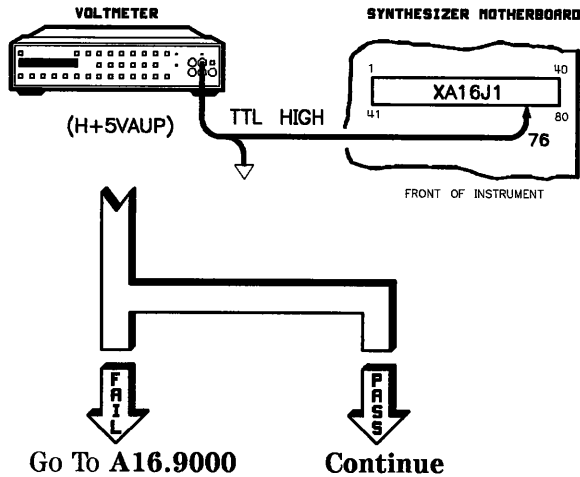 VOLTMETER
SYNTHESIZER MOTHERBOARD
1 40
XA16J1
41 80
(H+5VAUP)
TTL HIGH
76
FRONT OF INSTRUMENT
FAIL
PASS
Go To A16.9000
Continue